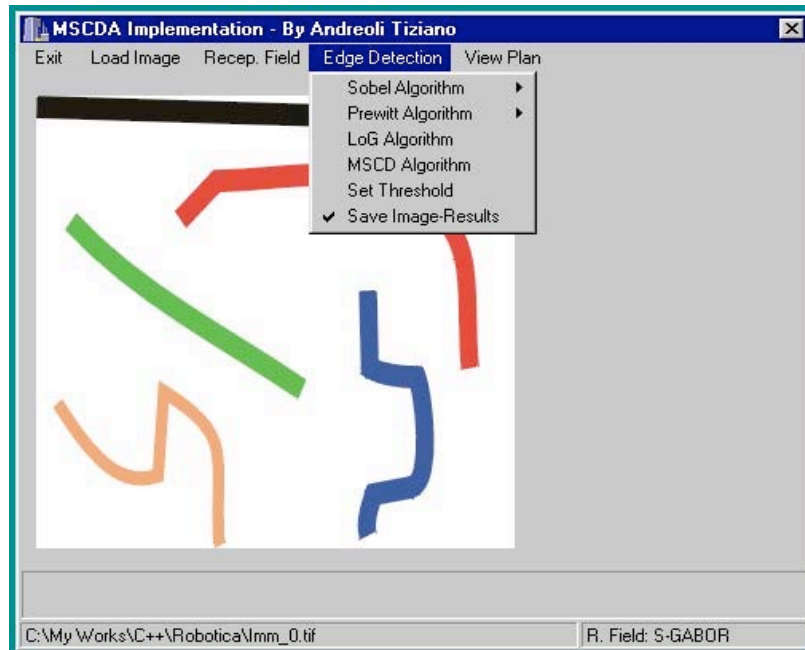 MSCDA Implementation - By Andreoli Tiziano
Exit Load Image Recep. Field Edge Detection View Plan
Sobel Algorithm
Prewitt Algorithm
LoG Algorithm
MSCD Algorithm
Set Threshold
Save Image-Results
C:\My Works\C++\Robotica\Imm_0.tif R. Field: S-GABOR